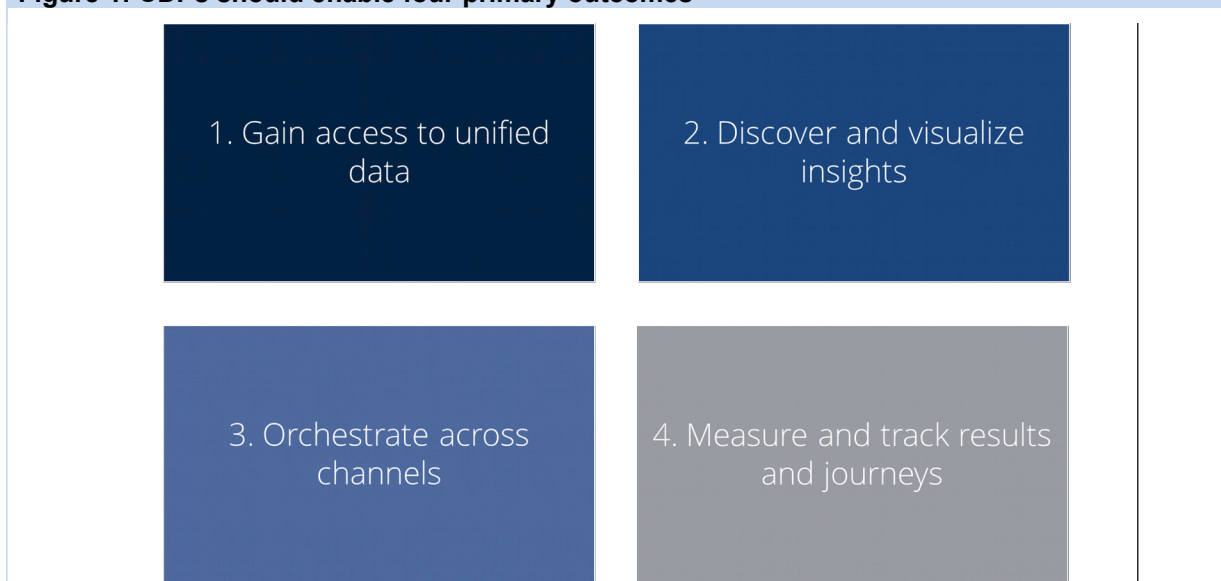 Figure 1: CDPs should enable four primary outcomes
1. Gain access to unified
data
2. Discover and visualize
insights
3. Orchestrate across
channels
4. Measure and track results
and journeys